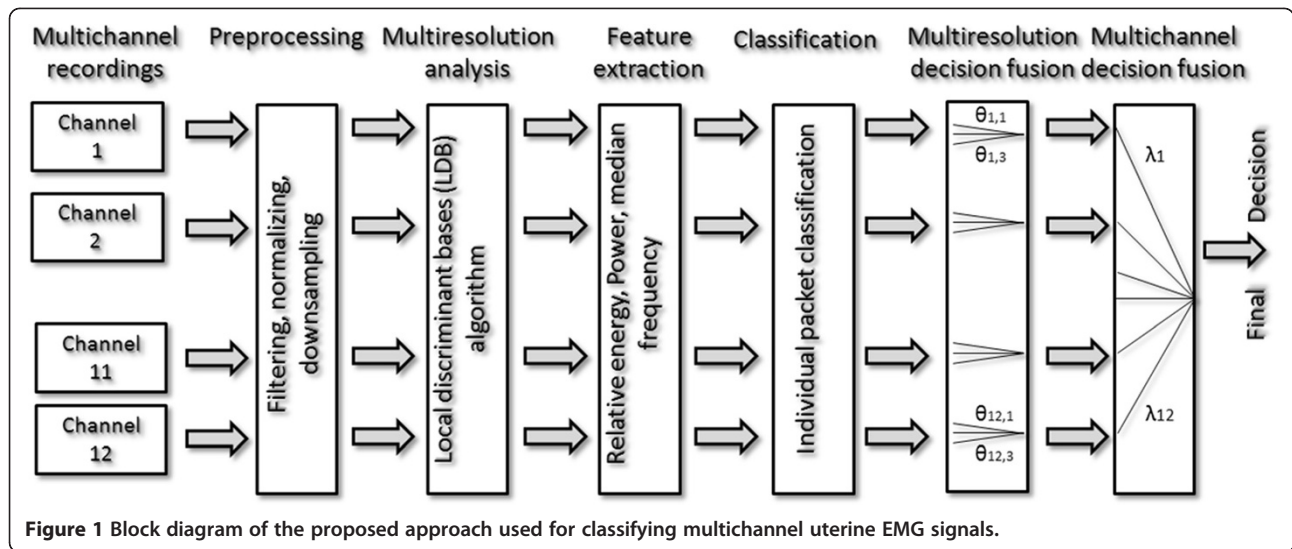 Multichannel
recordings
Preprocessing
Multiresolution
analysis
Feature
extraction
Classification
Multiresolution
decision fusion
Multichannel
decision fusion
Channel
1
Channel
2
Channel
11
Channel
12
Filtering, normalizing,
downsampling
Local discriminant bases (LDB)
algorithm
Relative energy, Power, median
frequency
Individual packet classification
θ1,1
θ1,3
θ12,1
θ12,3
λ1
λ12
Final Decision
Figure 1 Block diagram of the proposed approach used for classifying multichannel uterine EMG signals.